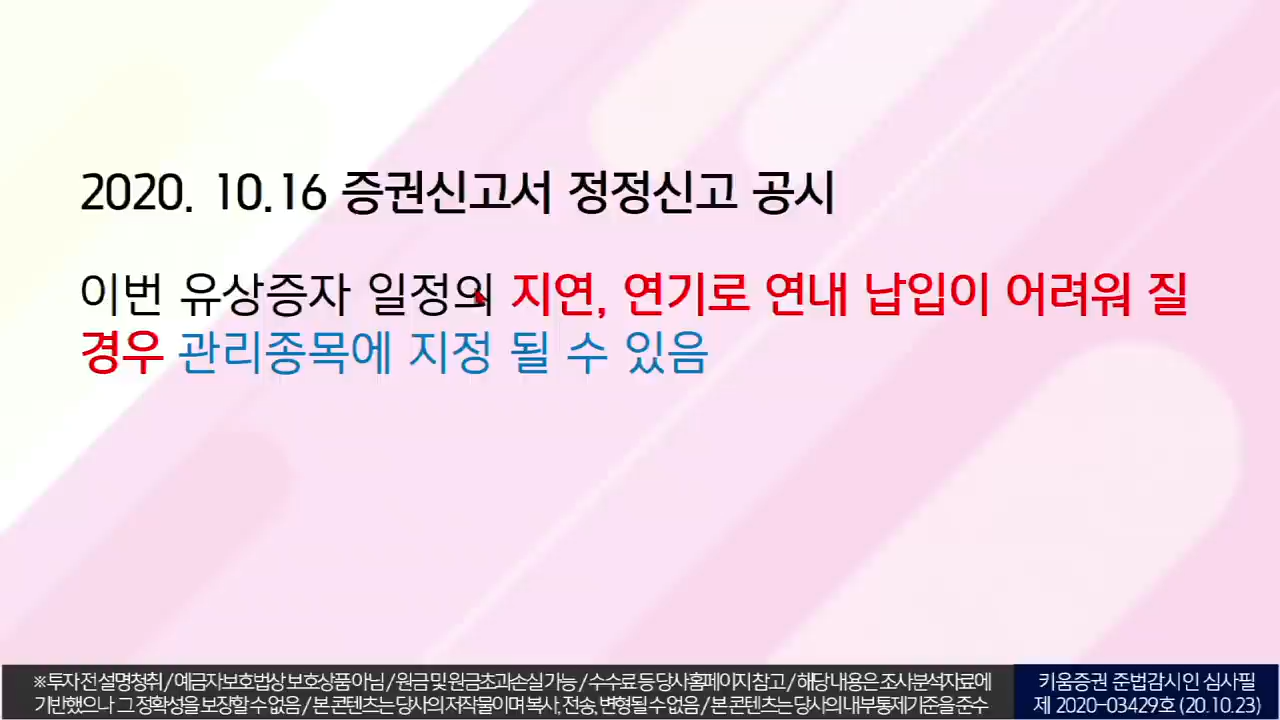 2020. 10.16 증권신고서 정정신고 공시
이번 유상증자 일정의 지연, 연기로 연내 납입이 어려워 질
경우 관리종목에 지정 될 수 있음
※투자 전 설명청취 / 예금자보호법상 보호상품 아님 / 원금 및 원금초과손실 가능 / 수수료 등 당사홈페이지 참고 / 해당 내용은 조사분석자료에
기반했으나 그 정확성을 보장할 수 없음 / 본 콘텐츠는 당사의 저작물이며 복사, 전송, 변형될 수 없음 / 본 콘텐츠는 당사의 내부통제기준을 준수
키움증권 준법감시인 심사필
제 2020-03429호 (20.10.23)